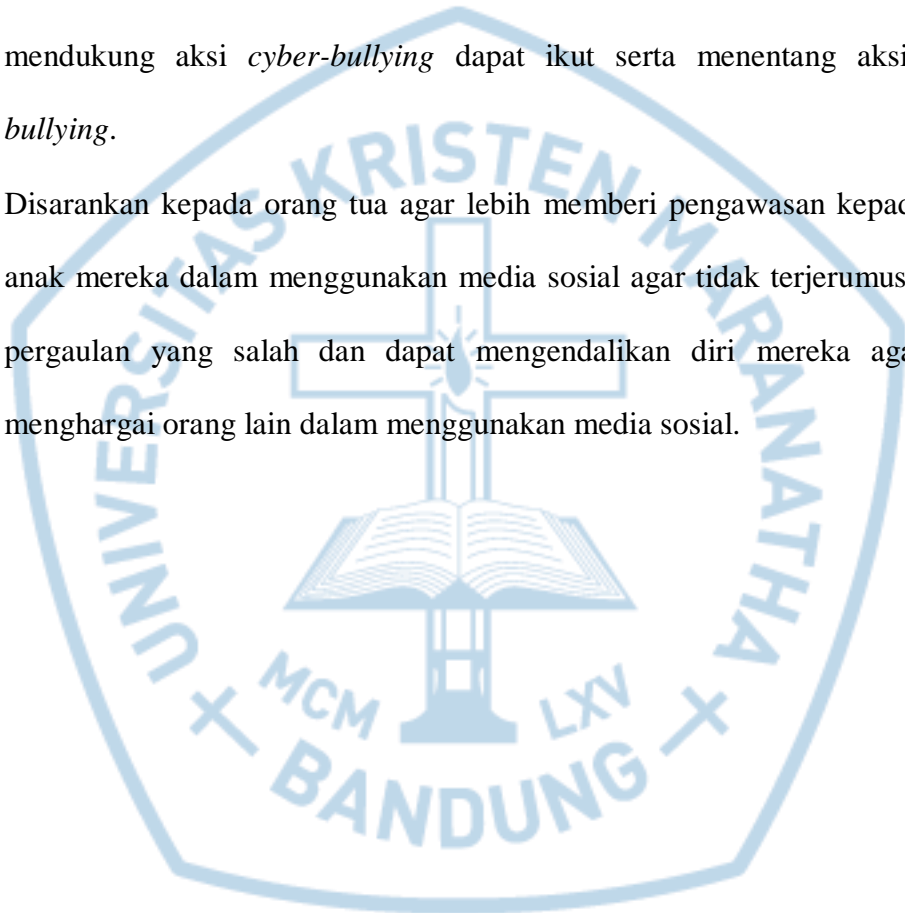 mendukung aksi cyber-bullying dapat ikut serta menentang aksi
bullying.
Disarankan kepada orang tua agar lebih memberi pengawasan kepad
anak mereka dalam menggunakan media sosial agar tidak terjerumus
pergaulan yang salah dan dapat mengendalikan diri mereka aga
menghargai orang lain dalam menggunakan media sosial.
UNIVERSITAS KRISTEN MARANATHA
MCM LXV
BANDUNG